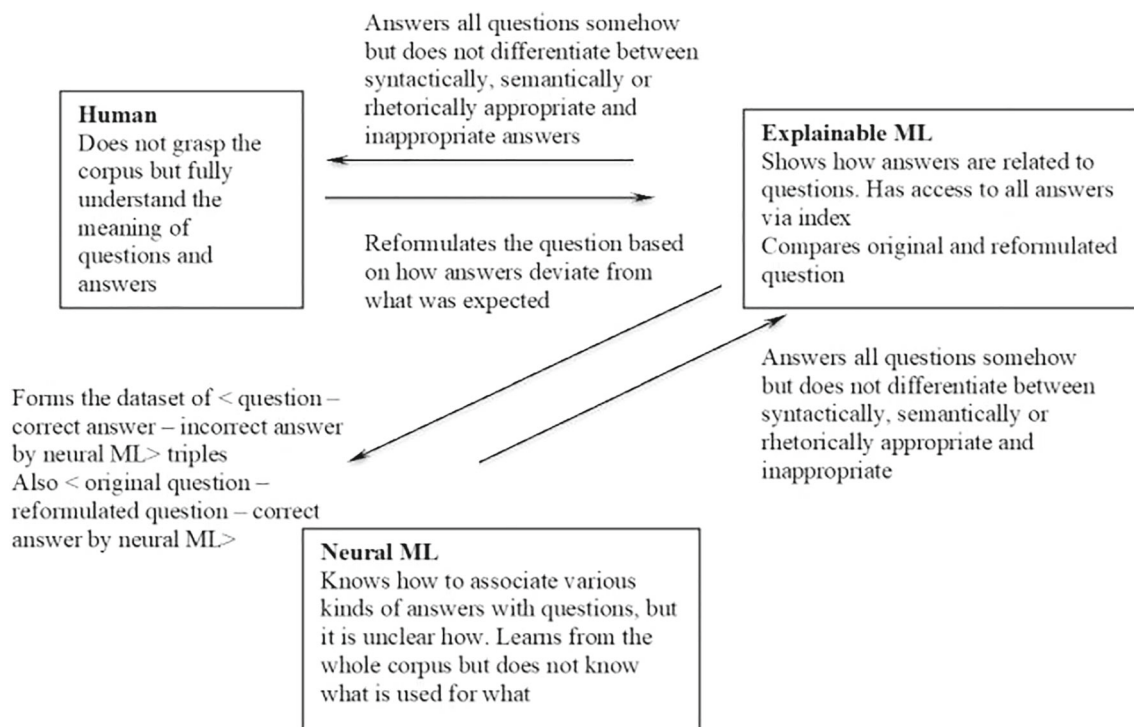 Answers all questions somehow
but does not differentiate between
syntactically, semantically or
rhetorically appropriate and
inappropriate answers
Human
Does not grasp the
corpus but fully
understand the
meaning of
questions and
answers
Explainable ML
Shows how answers are related to
questions. Has access to all answers
via index
Compares original and reformulated
question
Reformulates the question based
on how answers deviate from
what was expected
Answers all questions somehow
but does not differentiate between
syntactically, semantically or
rhetorically appropriate and
inappropriate
Forms the dataset of < question –
correct answer – incorrect answer
by neural ML> triples
Also < original question –
reformulated question – correct
answer by neural ML>
Neural ML
Knows how to associate various
kinds of answers with questions, but
it is unclear how. Learns from the
whole corpus but does not know
what is used for what